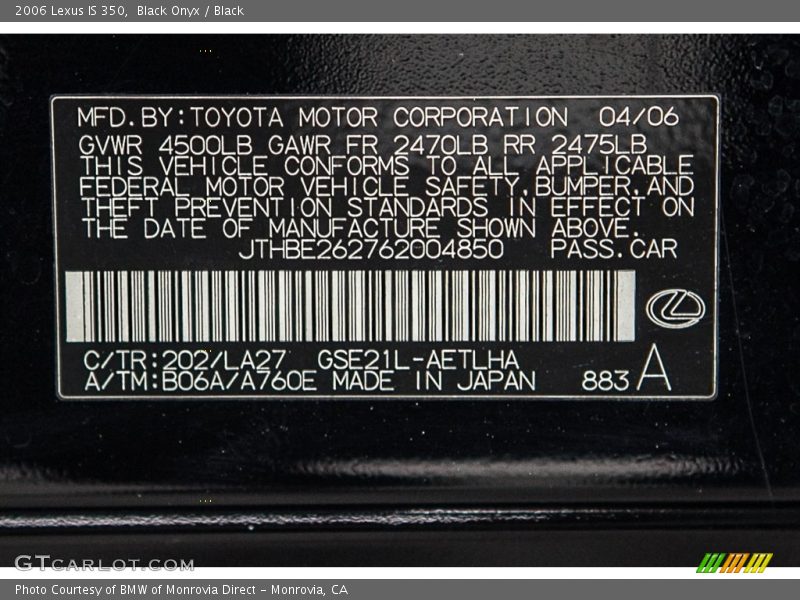 2006 Lexus IS 350, Black Onyx / Black
MFD. BY: TOYOTA MOTOR CORPORATION 04/06
GVWR 4500LB GAWR FR 2470LB RR 2475LB
THIS VEHICLE CONFORMS TO ALL APPLICABLE
FEDERAL MOTOR VEHICLE SAFETY, BUMPER, AND
THEFT PREVENTION STANDARDS IN EFFECT ON
THE DATE OF MANUFACTURE SHOWN ABOVE.
JTHBE262762004850 PASS. CAR
C/TR: 202/LA27 GSE21L-AETLHA
A/TM: B06A/A760E MADE IN JAPAN 883 A
GTCARLOT.COM
Photo Courtesy of BMW of Monrovia Direct - Monrovia, CA